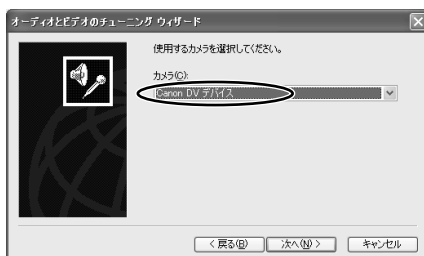 オーディオとビデオのチューニング ウィザード
使用するカメラを選択してください。
カメラ(C):
Canon DV デバイス
< 戻る(B)
次へ(N) >
キャンセル